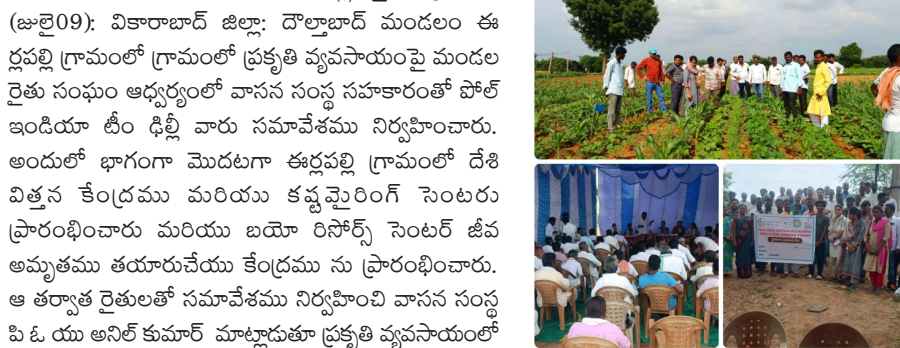 (జులై09): వికారాబాద్ జిల్లా: దౌల్తాబాద్ మండలం ఈ
ర్లపల్లి గ్రామంలో గ్రామంలో ప్రకృతి వ్యవసాయంపై మండల
రైతు సంఘం ఆధ్వర్యంలో వాసన సంస్థ సహకారంతో పోల్
ఇండియా టీం ఢిల్లీ వారు సమావేశము నిర్వహించారు.
అందులో భాగంగా మొదటగా ఈర్లపల్లి గ్రామంలో దేశి
విత్తన కేంద్రము మరియు కష్టమైరింగ్ సెంటరు
ప్రారంభించారు మరియు బయో రిసోర్స్ సెంటర్ జీవ
అమృతము తయారుచేయు కేంద్రము ను ప్రారంభించారు.
ఆ తర్వాత రైతులతో సమావేశము నిర్వహించి వాసన సంస్థ
పి ఓ యు అనిల్ కుమార్ మాట్లాడుతూ ప్రకృతి వ్యవసాయంలో